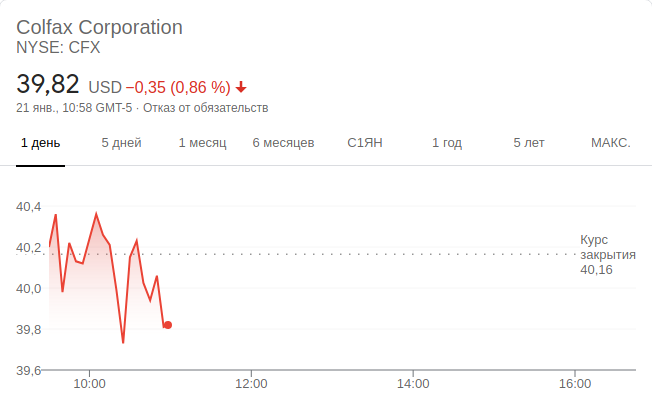 Colfax Corporation
NYSE: CFX
39,82 USD −0,35 (0,86 %)
21 янв., 10:58 GMT-5 · Отказ от обязательств
1 день 5 дней 1 месяц 6 месяцев С1ЯН 1 год 5 лет МАКС.
40,4
40,2
40,0
39,8
39,6
Курс
закрытия
40,16
10:00 12:00 14:00 16:00